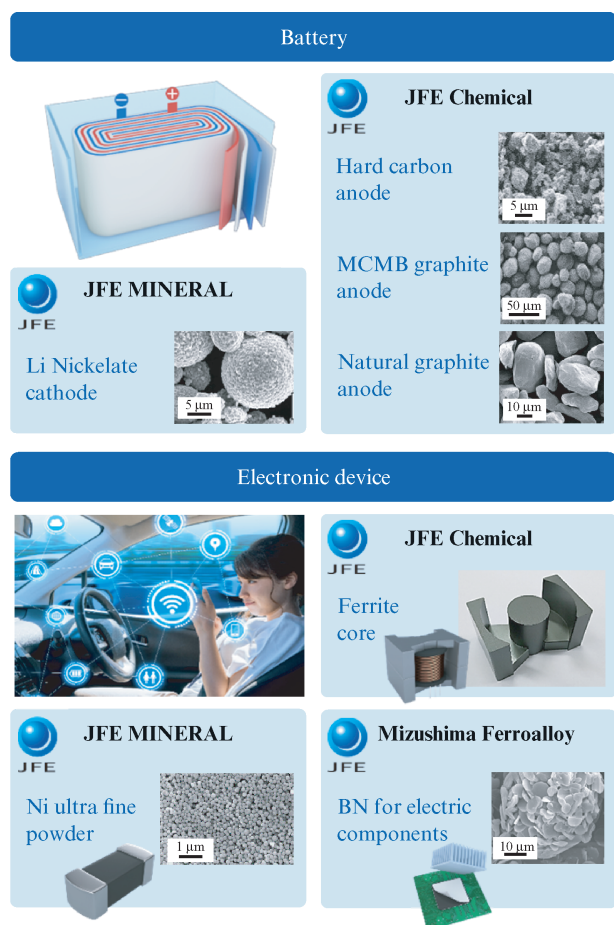 Battery
JFE
JFE Chemical
Hard carbon
anode
5 μm
MCMB graphite
anode
50 μm
Natural graphite
anode
10 μm
JFE
JFE MINERAL
Li Nickelate
cathode
5 μm
Electronic device
JFE
JFE Chemical
Ferrite
core
JFE
JFE MINERAL
Ni ultra fine
powder
1 μm
JFE
Mizushima Ferroalloy
BN for electric
components
10 μm